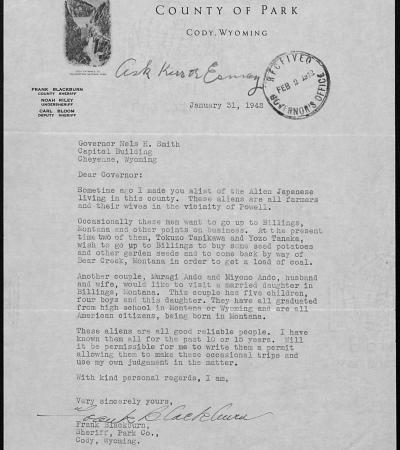 COUNTY OF PARK
CODY, WYOMING
FRANK BLACKBURN
COUNTY SHERIFF
NOAH RILEY
UNDERSHERIFF
CARL BLOOM
DEPUTY SHERIFF
Ask
RECEIVED
FEB 2 1942
GOVERNOR'S OFFICE
January 31, 1942
Governor Nels H. Smith
Capital Building
Cheyenne, Wyoming
Dear Governor:
Sometime ago I made you alist of the Alien Japanese
living in this county. These aliens are all farmers
and their wives in the vicinity of Powell.
Occasionally these men want to go up to Billings,
Montana and other points on business. At the present
time two of them, Tokuzo Tanikawa and Yozo Tanaka,
wish to go up to Billings to buy some seed potatoes
and other garden seeds and to come back by way of
Bear Creek, Montana in order to get a load of coal.
Another couple, Muragi Ando and Miyono Ando, husband
and wife, would like to visit a married daughter in
Billings, Montana. This couple has five children,
four boys and this daughter. They have all graduated
from high school in Montana or Wyoming and are all
American citizens, being born in Montana.
These aliens are all good reliable people. I have
known them all for the past 10 or 15 years. Will
it be permissible for me to write them a permit
allowing them to make these occasional trips and
use my own judgement in the matter.
With kind personal regards, I am,
Very sincerely yours,
Frank Blackburn
Frank Blackburn,
Sheriff, Park Co.,
Cody, Wyoming.